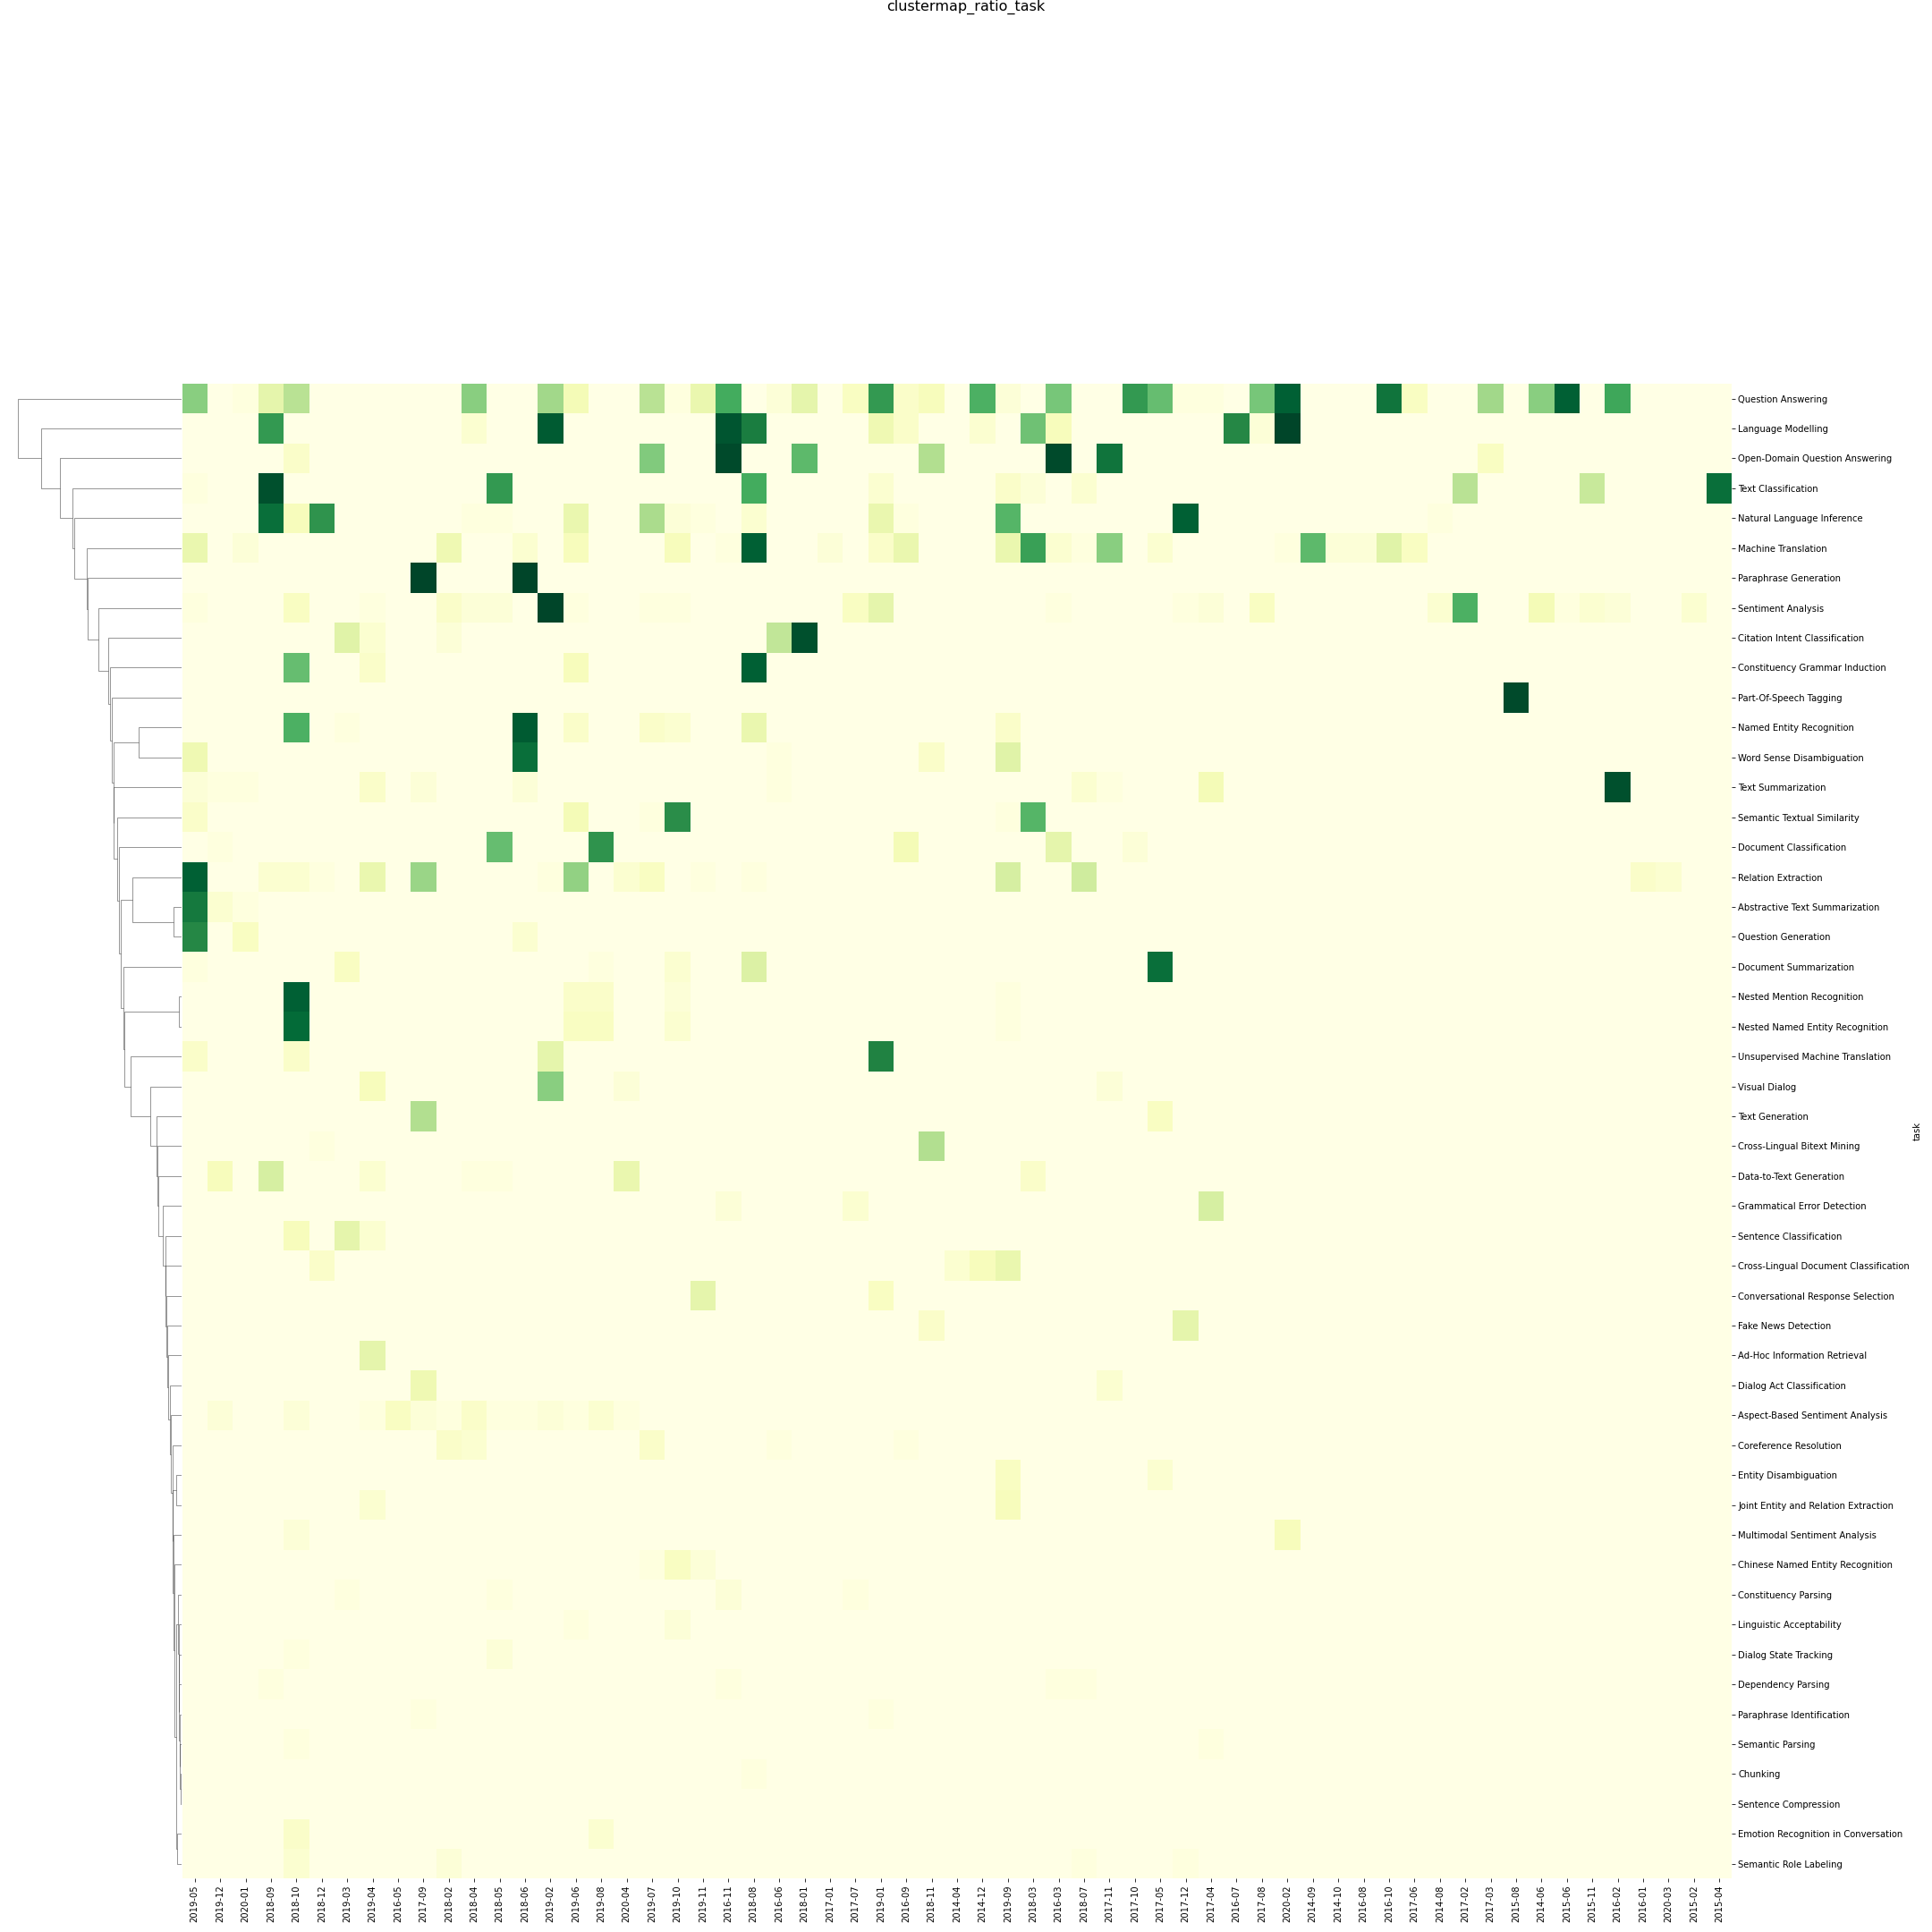 clustermap_ratio_task
Question Answering
Language Modelling
Open-Domain Question Answering
Text Classification
Natural Language Inference
Machine Translation
Paraphrase Generation
Sentiment Analysis
Citation Intent Classification
Constituency Grammar Induction
Part-Of-Speech Tagging
Named Entity Recognition
Word Sense Disambiguation
Text Summarization
Semantic Textual Similarity
Document Classification
Relation Extraction
Abstractive Text Summarization
Question Generation
Document Summarization
Nested Mention Recognition
Nested Named Entity Recognition
Unsupervised Machine Translation
Visual Dialog
Text Generation
task
Cross-Lingual Bitext Mining
Data-to-Text Generation
Grammatical Error Detection
Sentence Classification
Cross-Lingual Document Classification
Conversational Response Selection
Fake News Detection
Ad-Hoc Information Retrieval
Dialog Act Classification
Aspect-Based Sentiment Analysis
Coreference Resolution
Entity Disambiguation
Joint Entity and Relation Extraction
Multimodal Sentiment Analysis
Chinese Named Entity Recognition
Constituency Parsing
Linguistic Acceptability
Dialog State Tracking
Dependency Parsing
Paraphrase Identification
Semantic Parsing
Chunking
Sentence Compression
Emotion Recognition in Conversation
Semantic Role Labeling
2019-05
2019-12
2020-01
2018-09
2018-10
2018-12
2019-03
2019-04
2016-05
2017-09
2018-02
2018-04
2018-05
2018-06
2019-02
2019-06
2019-08
2020-04
2019-07
2019-10
2019-11
2016-11
2018-08
2016-06
2018-01
2017-01
2017-07
2019-01
2016-09
2018-11
2014-04
2014-12
2019-09
2018-03
2016-03
2018-07
2017-11
2017-10
2017-05
2017-12
2017-04
2016-07
2017-08
2020-02
2014-09
2014-10
2016-08
2016-10
2017-06
2014-08
2017-02
2017-03
2015-08
2014-06
2015-06
2015-11
2016-02
2016-01
2020-03
2015-02
2015-04